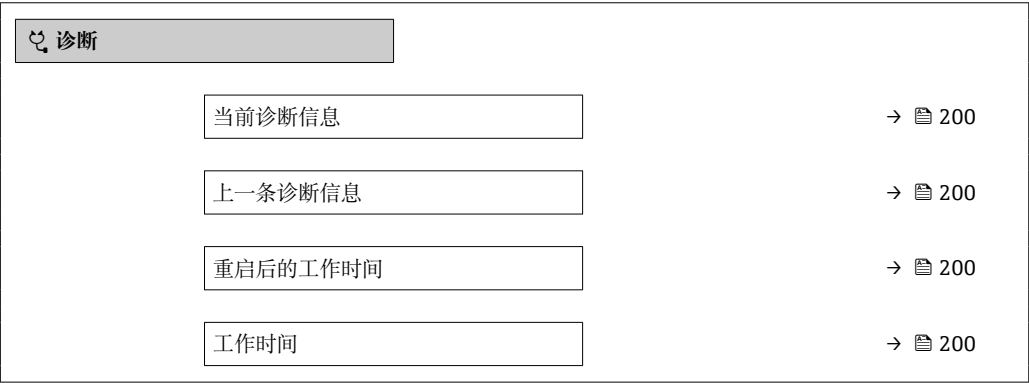 诊断
当前诊断信息 → 200
上一条诊断信息 → 200
重启后的工作时间 → 200
工作时间 → 200